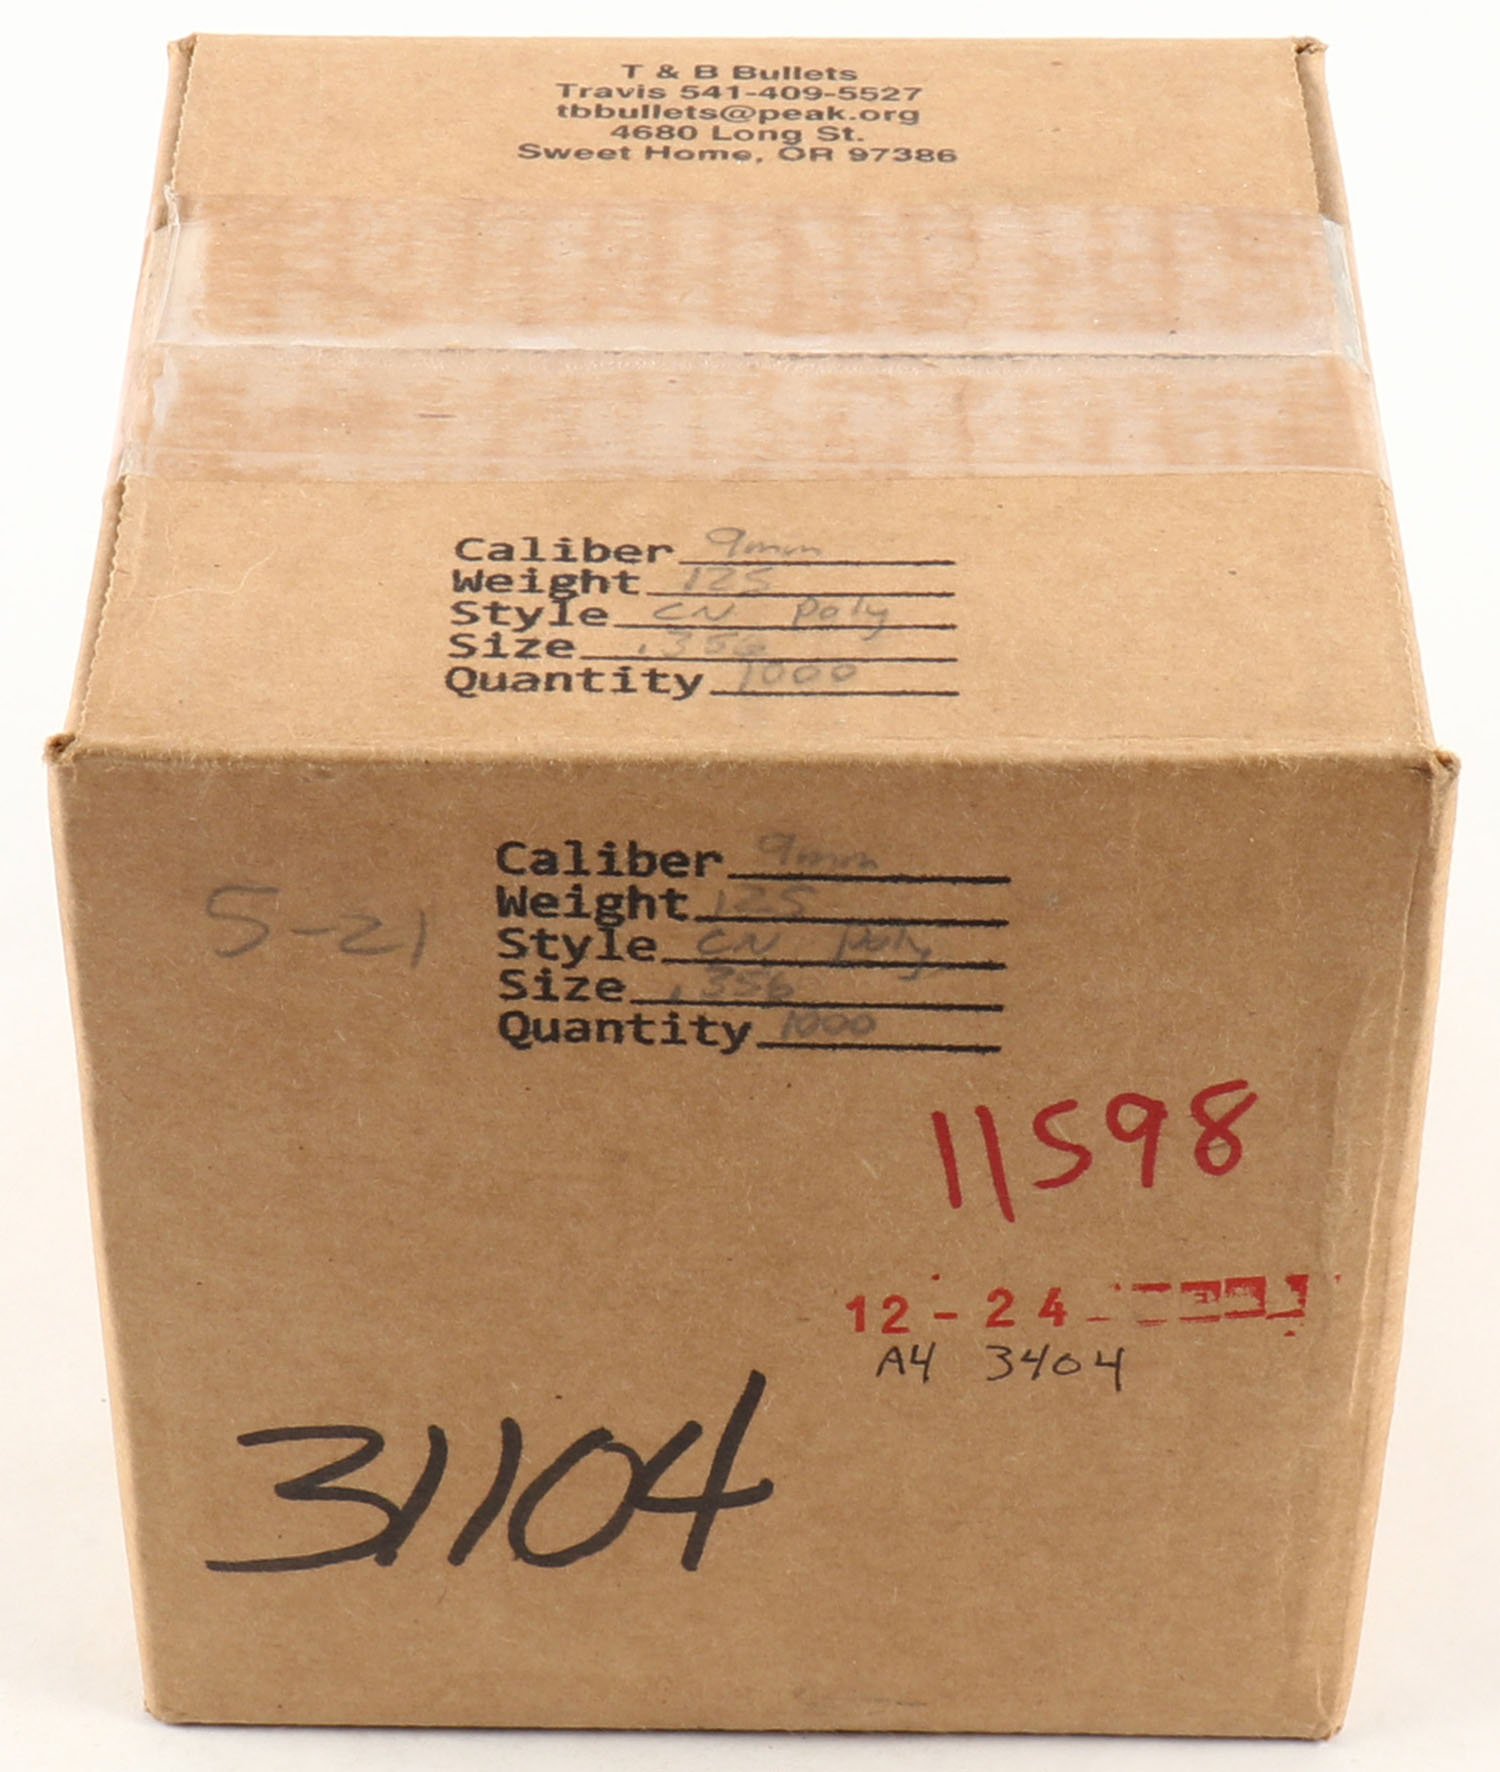 T & B Bullets
Travis 541-409-5527
tbbullets@peak.org
4680 Long St.
Sweet Home, OR 97386
Caliber 9mm
Weight 125
Style CN Poly
Size .356
Quantity 1000
Caliber 9mm
Weight 125
Style CN Poly
Size .356
Quantity 1000
5-21
11598
12-24
A4 3404
31104